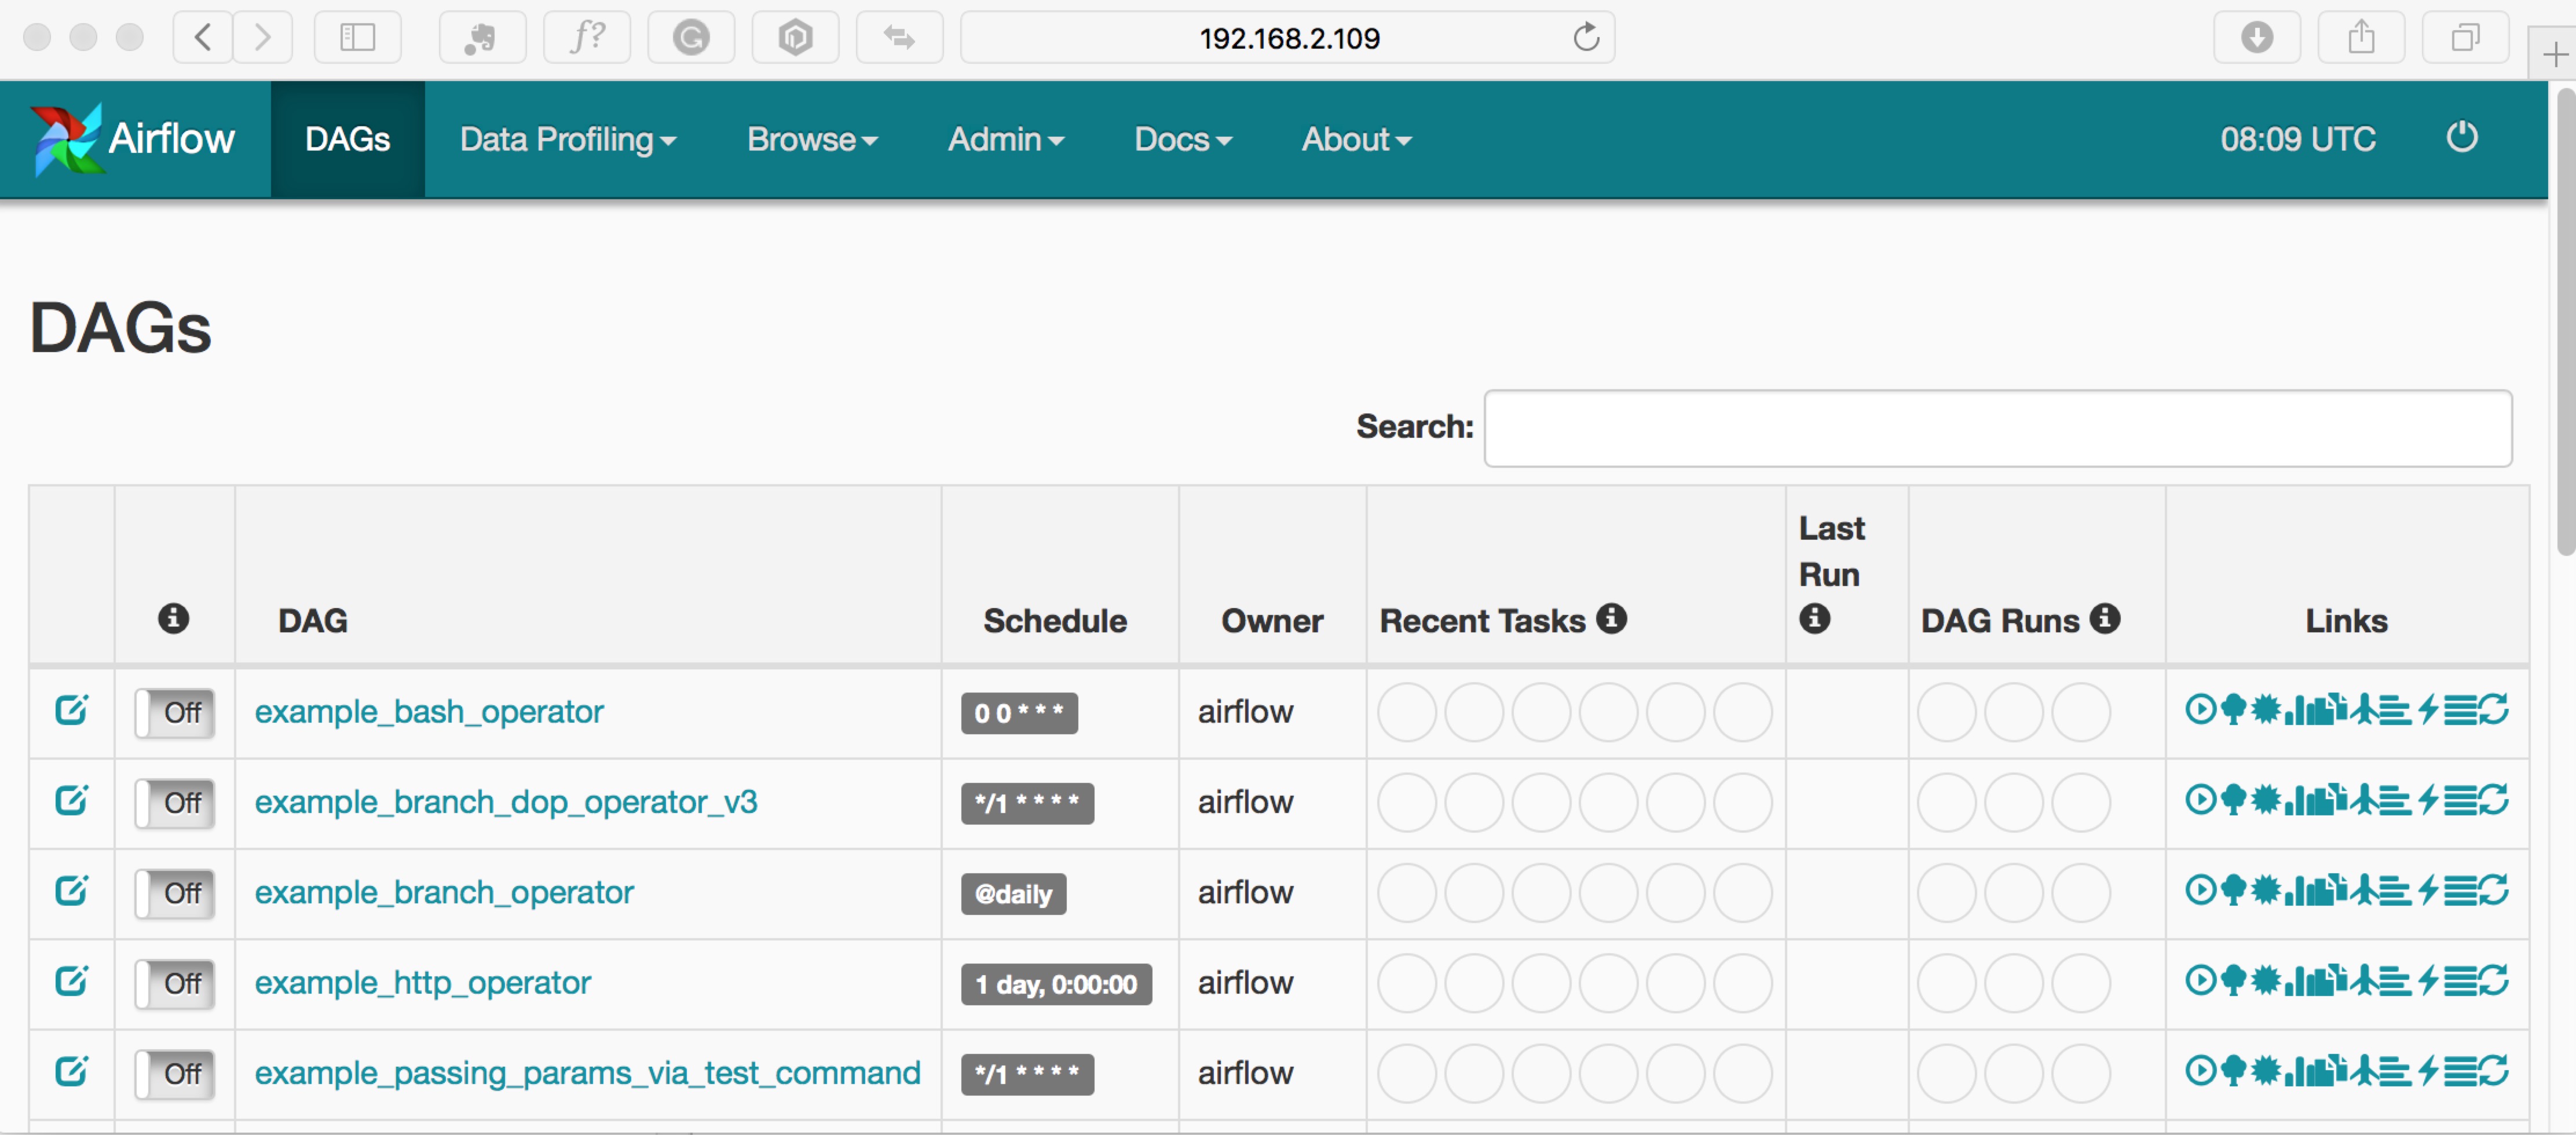 192.168.2.109
Airflow DAGs Data Profiling Browse Admin Docs About 08:09 UTC
DAGs
Search:
DAG Schedule Owner Recent Tasks Last Run DAG Runs Links
Off example_bash_operator 0 0 * * * airflow
Off example_branch_dop_operator_v3 */1 * * * * airflow
Off example_branch_operator @daily airflow
Off example_http_operator 1 day, 0:00:00 airflow
Off example_passing_params_via_test_command */1 * * * * airflow